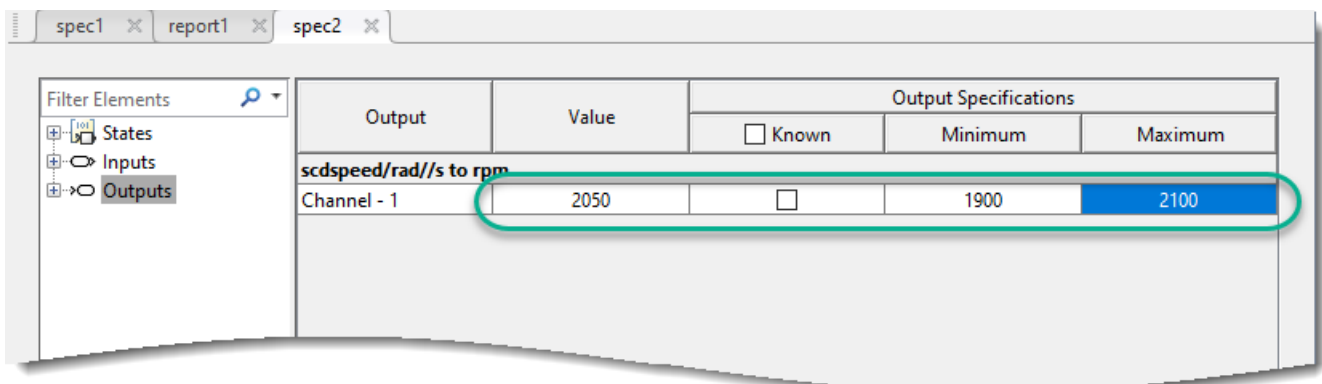 spec1 report1 spec2
Filter Elements
States
Inputs
Outputs
Output Value Output Specifications
Known Minimum Maximum
scdspeed/rad//s to rpm
Channel - 1 2050 1900 2100